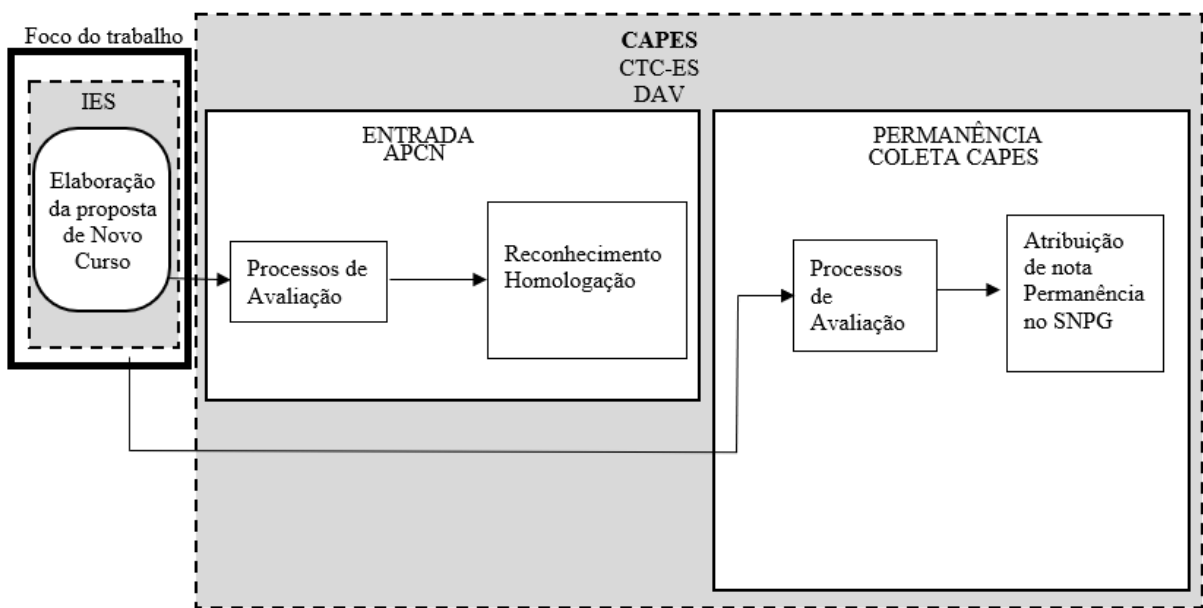 Foco do trabalho
IES
Elaboração
da proposta
de Novo
Curso
CAPES
CTC-ES
DAV
ENTRADA
APCN
Processos de
Avaliação
Reconhecimento
Homologação
PERMANÊNCIA
COLETA CAPES
Processos
de
Avaliação
Atribuição
de nota
Permanência
no SNPG